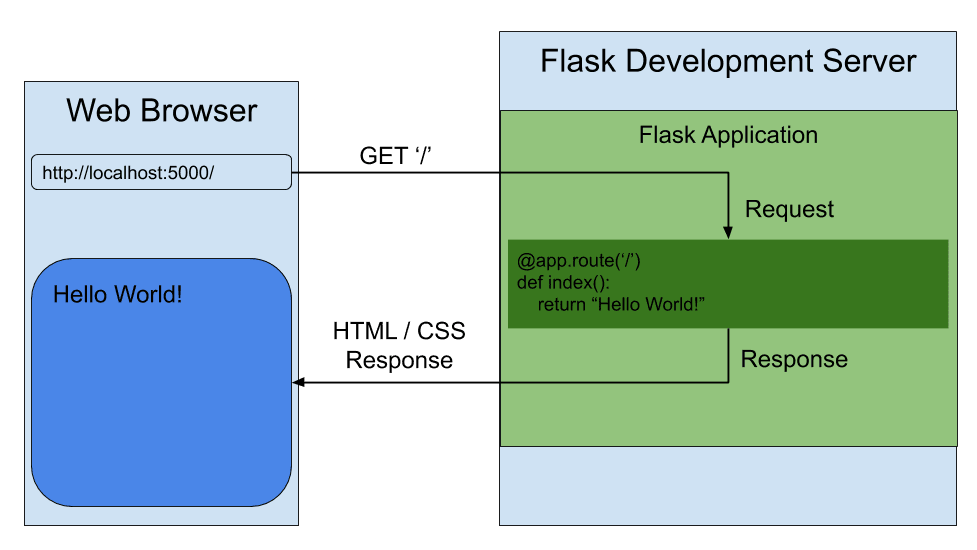 Flask Development Server
Web Browser
Flask Application
GET ‘/’
http://localhost:5000/
Request
@app.route(‘/’)
def index():
    return “Hello World!”
Hello World!
HTML / CSS
Response
Response